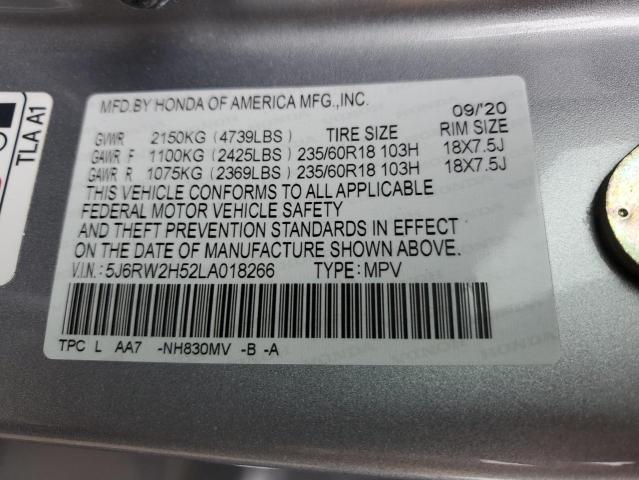 MFD.BY HONDA OF AMERICA MFG.,INC. 09/'20
GVWR 2150KG (4739LBS) TIRE SIZE RIM SIZE
GAWR F 1100KG (2425LBS) 235/60R18 103H 18X7.5J
GAWR R 1075KG (2369LBS) 235/60R18 103H 18X7.5J
THIS VEHICLE CONFORMS TO ALL APPLICABLE
FEDERAL MOTOR VEHICLE SAFETY
AND THEFT PREVENTION STANDARDS IN EFFECT
ON THE DATE OF MANUFACTURE SHOWN ABOVE.
V.I.N.: 5J6RW2H52LA018266 TYPE: MPV
TPC L AA7 -NH830MV -B -A
TLA A1